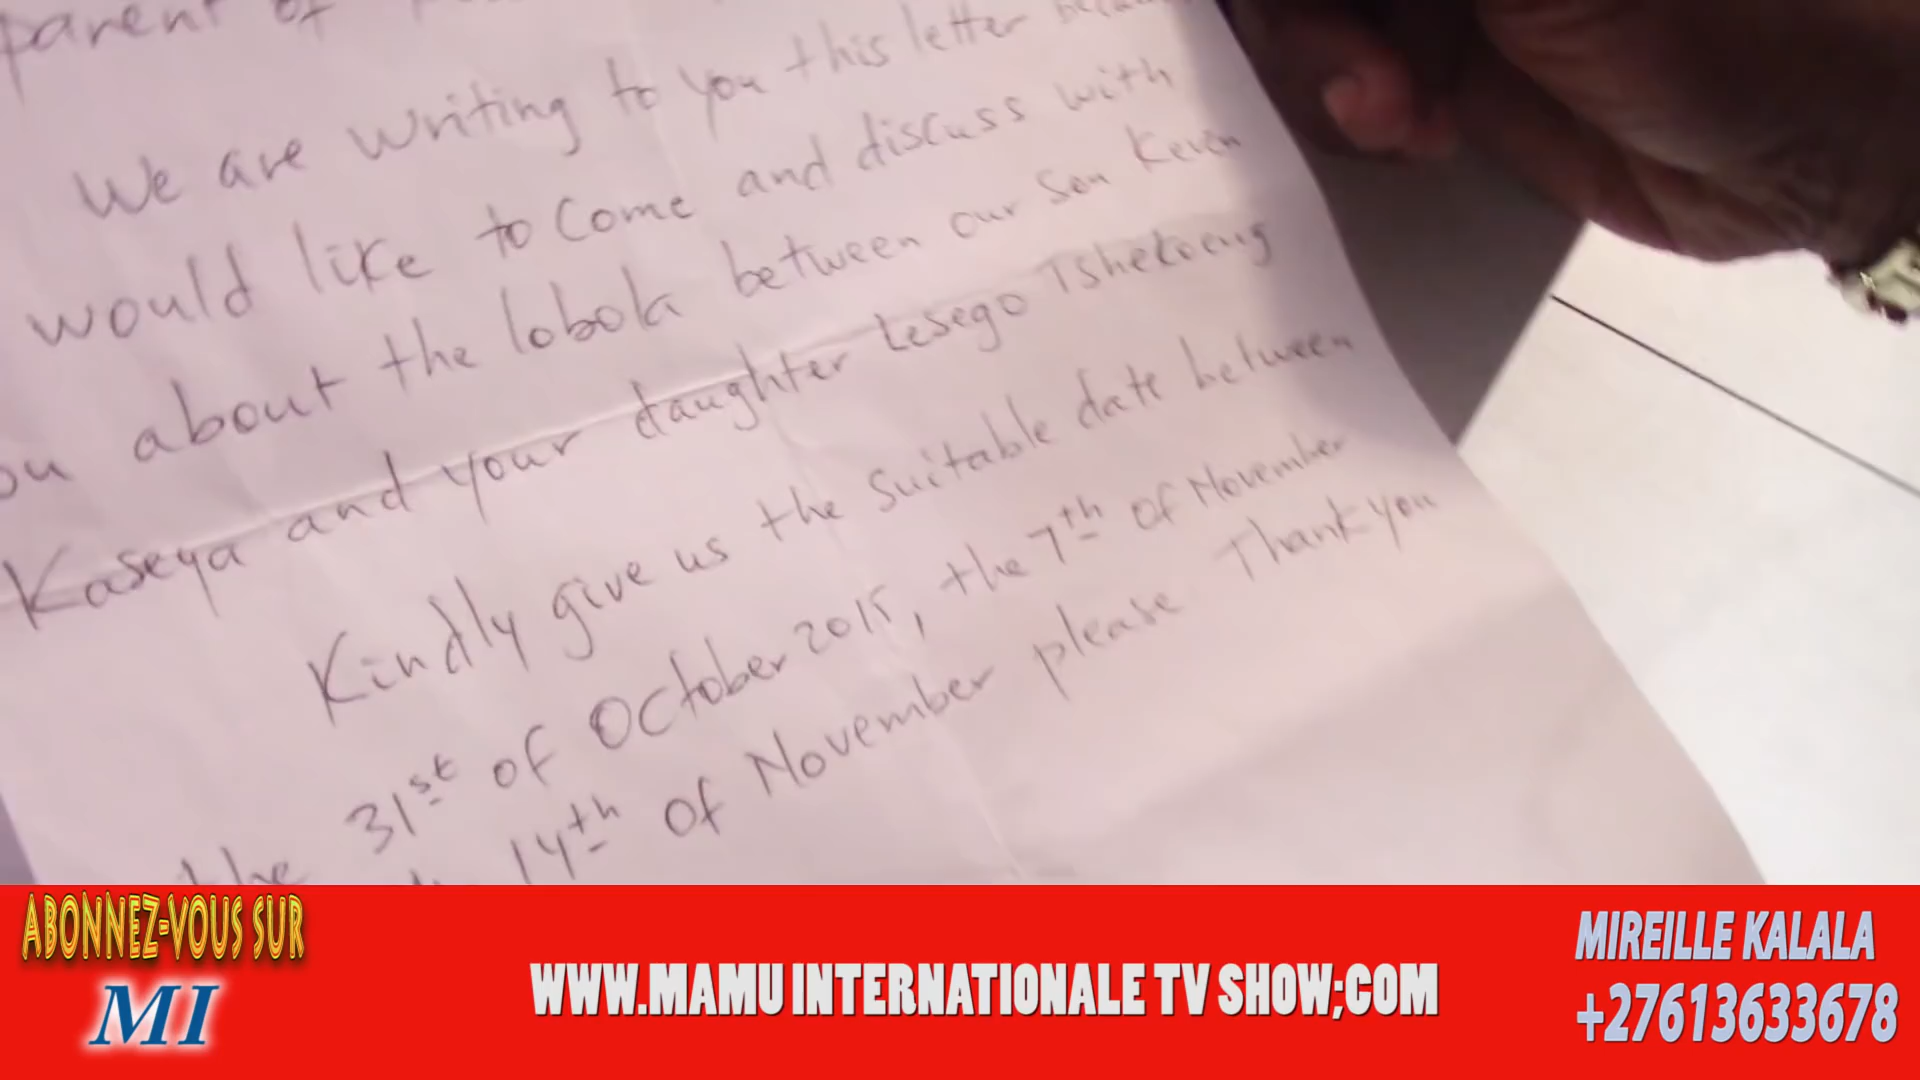 parent of
We are writing to you this letter
would like to come and discuss with
about the lobola between our son Keven
Kaseya and your daughter Lesego
Kindly give us the suitable date between
the 31st of October 2015, the 7th of November
14th of November please Thank you
ABONNEZ-VOUS SUR
MI
WWW.MAMU INTERNATIONALE TV SHOW;COM
MIREILLE KALALA
+27613633678